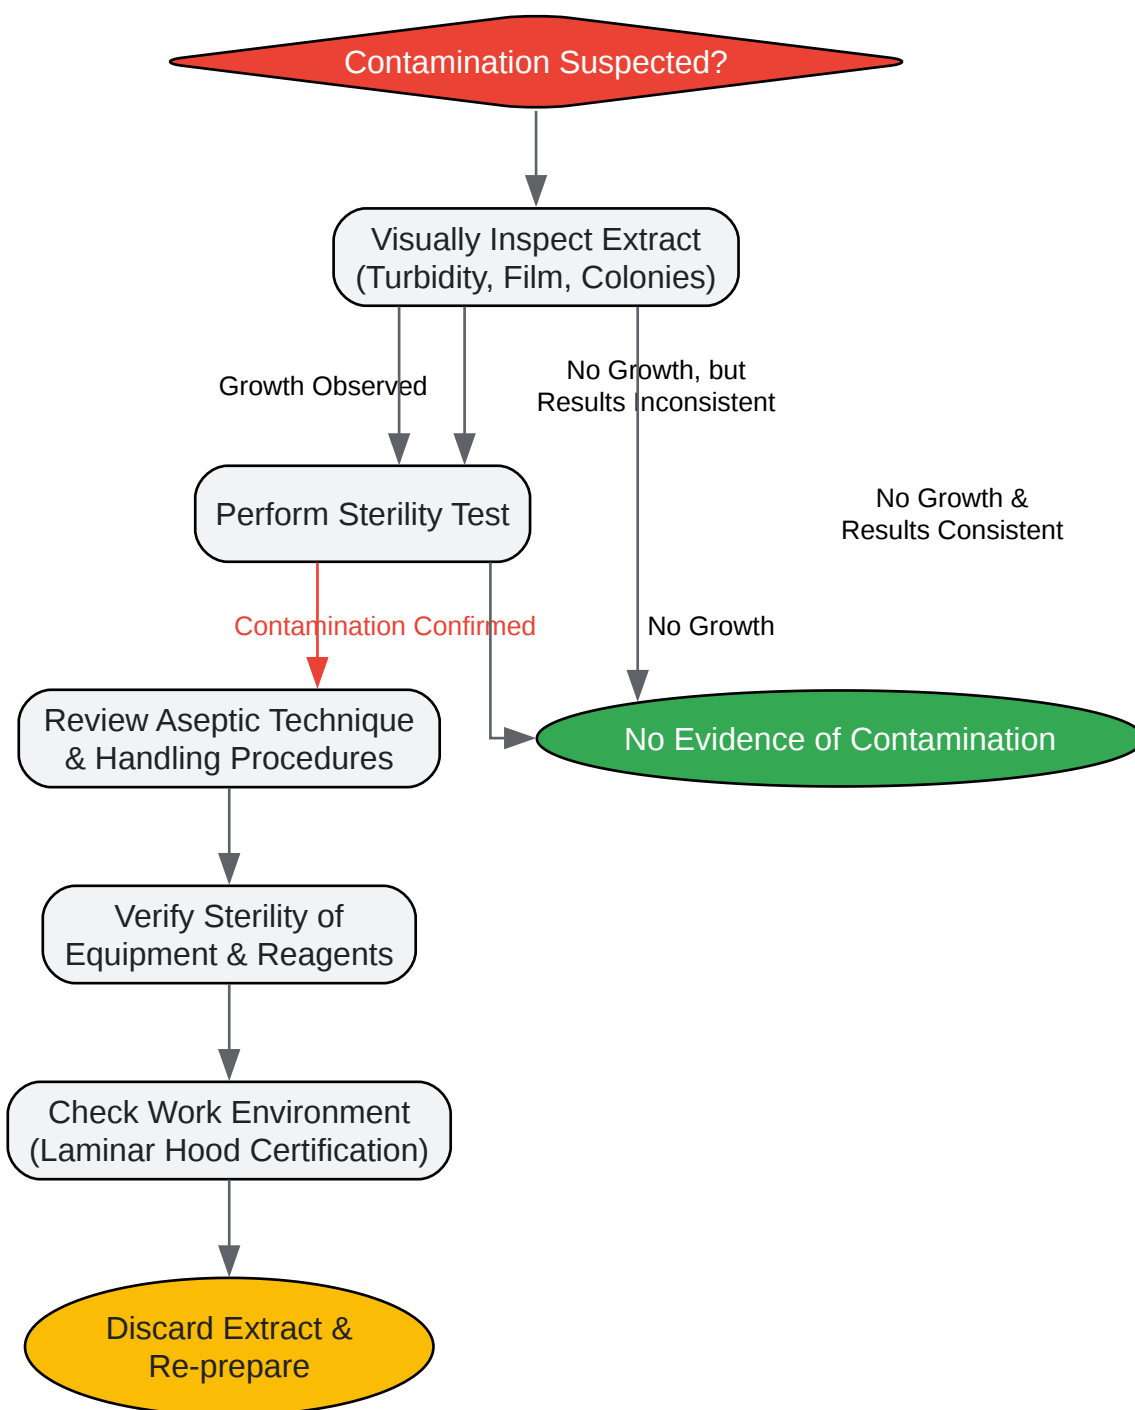 Contamination Suspected?
Visually Inspect Extract
(Turbidity, Film, Colonies)
Growth Observed
No Growth, but
Results Inconsistent
No Growth &
Results Consistent
Perform Sterility Test
Contamination Confirmed
No Growth
Review Aseptic Technique
& Handling Procedures
No Evidence of Contamination
Verify Sterility of
Equipment & Reagents
Check Work Environment
(Laminar Hood Certification)
Discard Extract &
Re-prepare